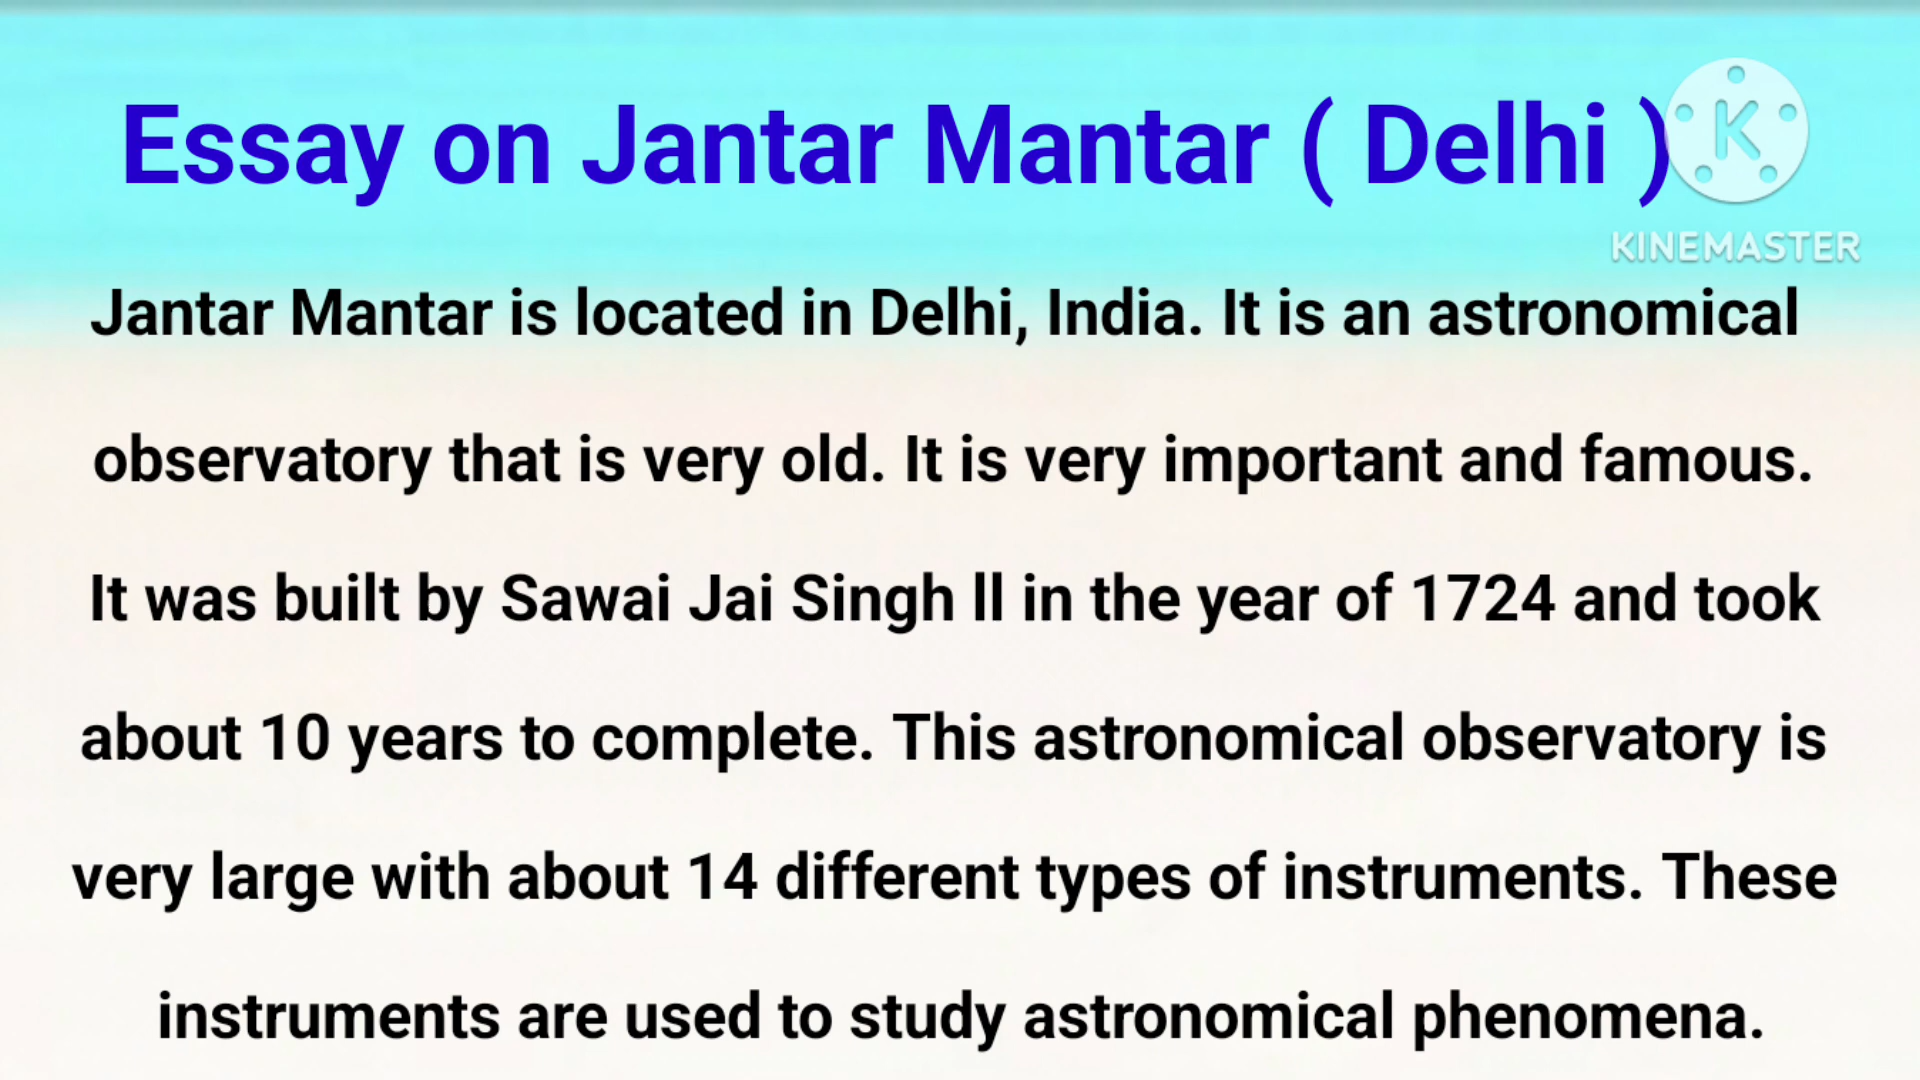 Essay on Jantar Mantar ( Delhi )
K
KINEMASTER
Jantar Mantar is located in Delhi, India. It is an astronomical
observatory that is very old. It is very important and famous.
It was built by Sawai Jai Singh ll in the year of 1724 and took
about 10 years to complete. This astronomical observatory is
very large with about 14 different types of instruments. These
instruments are used to study astronomical phenomena.